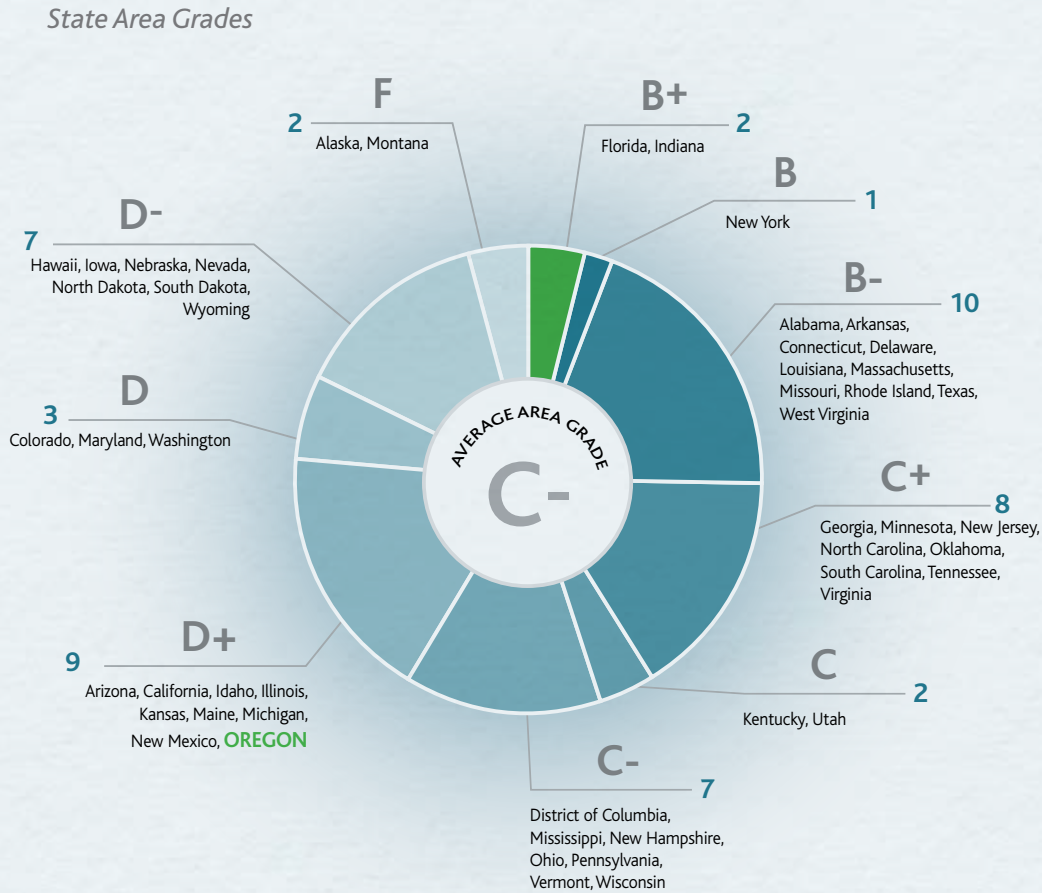 State Area Grades
F
2
Alaska, Montana
B+
2
Florida, Indiana
B
1
New York
B-
10
Alabama, Arkansas,
Connecticut, Delaware,
Louisiana, Massachusetts,
Missouri, Rhode Island, Texas,
West Virginia
C+
8
Georgia, Minnesota, New Jersey,
North Carolina, Oklahoma,
South Carolina, Tennessee,
Virginia
C
2
Kentucky, Utah
C-
7
District of Columbia,
Mississippi, New Hampshire,
Ohio, Pennsylvania,
Vermont, Wisconsin
D+
9
Arizona, California, Idaho, Illinois,
Kansas, Maine, Michigan,
New Mexico, OREGON
D
3
Colorado, Maryland, Washington
D-
7
Hawaii, Iowa, Nebraska, Nevada,
North Dakota, South Dakota,
Wyoming
AVERAGE AREA GRADE
C-